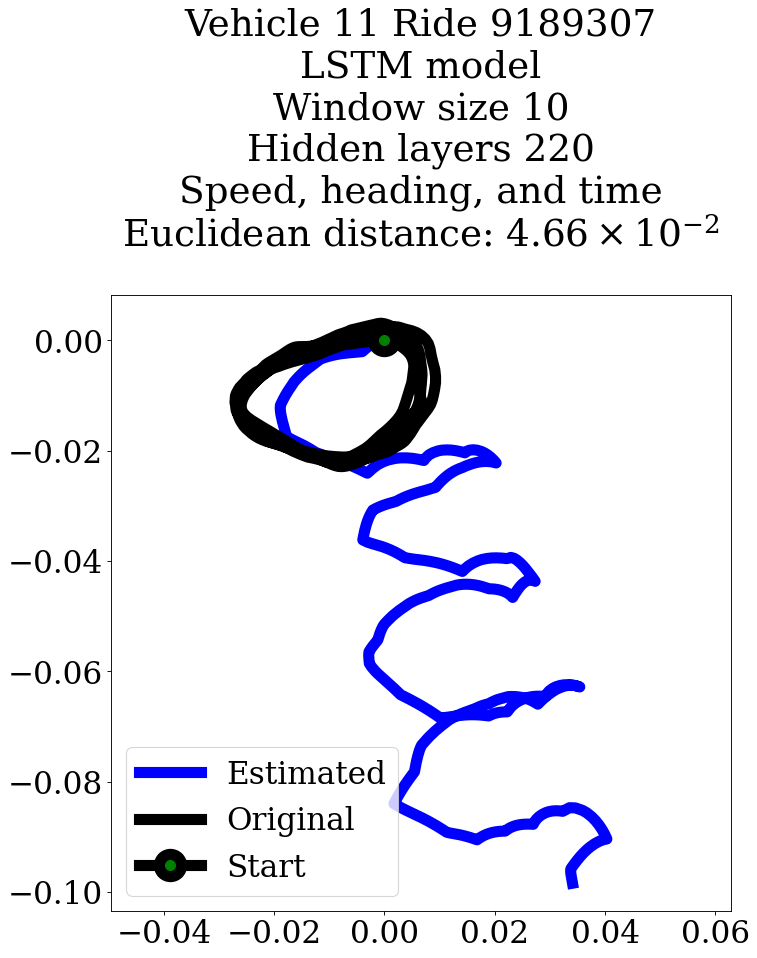 Vehicle 11 Ride 9189307
LSTM model
Window size 10
Hidden layers 220
Speed, heading, and time
Euclidean distance: 4.66 × 10⁻²
0.00
−0.02
−0.04
−0.06
−0.08
−0.10
Estimated
Original
Start
−0.04 −0.02 0.00 0.02 0.04 0.06